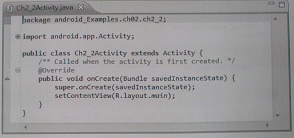 Ch2_2Activity.java
package android_Examples.ch02.ch2_2;
import android.app.Activity;
public class Ch2_2Activity extends Activity {
/** Called when the activity is first created. */
@Override
public void onCreate(Bundle savedInstanceState) {
super.onCreate(savedInstanceState);
setContentView(R.layout.main);
}
}